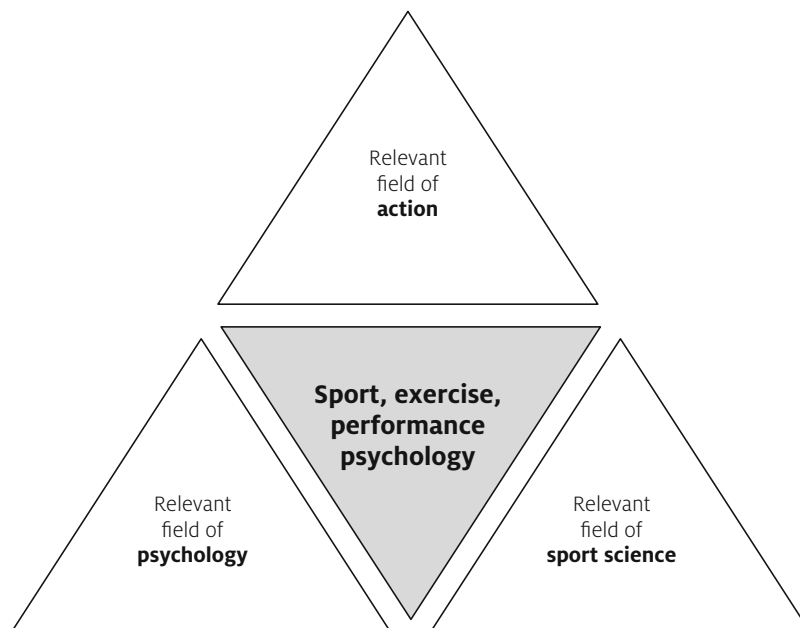 Relevant
field of
action
Sport, exercise,
performance
psychology
Relevant
field of
psychology
Relevant
field of
sport science